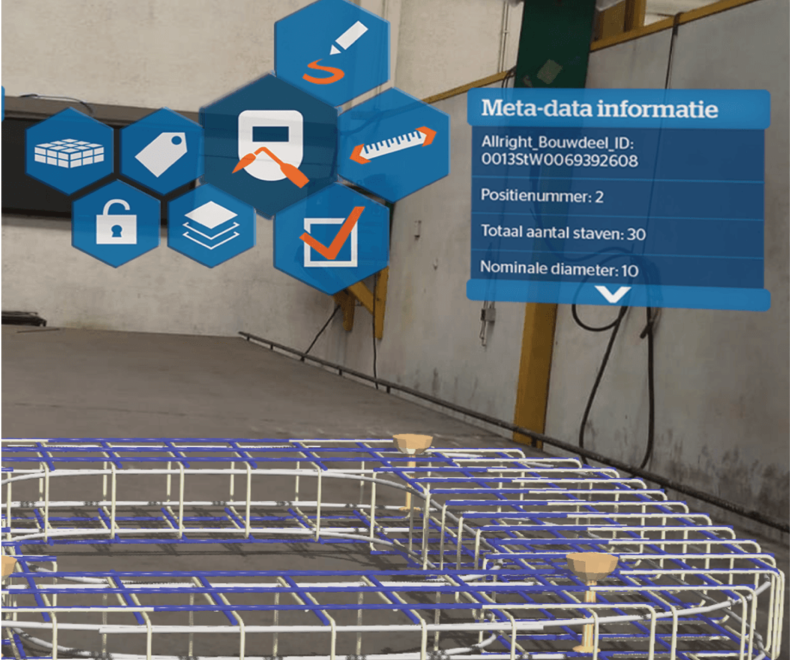 Meta-data informatie
Allright_Bouwdeel_ID:
0013StW0069392608
Positienummer: 2
Totaal aantal staven: 30
Nominale diameter: 10